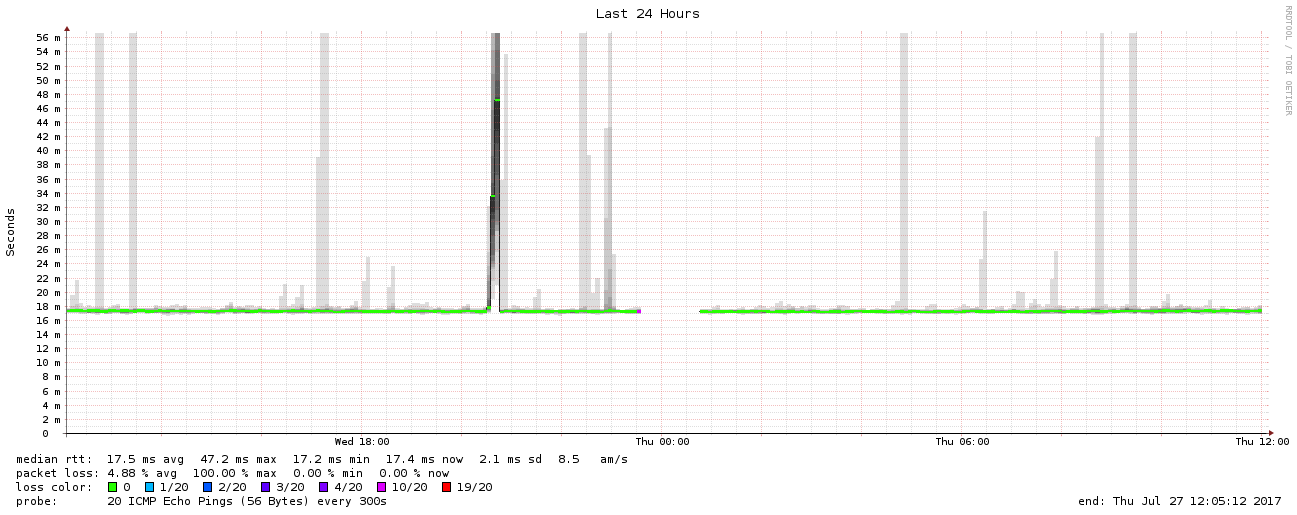 Last 24 Hours
RRDTOOL / TOBI OETIKER
Seconds
56 m
54 m
52 m
50 m
48 m
46 m
44 m
42 m
40 m
38 m
36 m
34 m
32 m
30 m
28 m
26 m
24 m
22 m
20 m
18 m
16 m
14 m
12 m
10 m
8 m
6 m
4 m
2 m
0
Wed 18:00 Thu 00:00 Thu 06:00 Thu 12:00
median rtt: 17.5 ms avg 47.2 ms max 17.2 ms min 17.4 ms now 2.1 ms sd 8.5 am/s
packet loss: 4.88 % avg 100.00 % max 0.00 % min 0.00 % now
loss color: 0 1/20 2/20 3/20 4/20 10/20 19/20
probe: 20 ICMP Echo Pings (56 Bytes) every 300s end: Thu Jul 27 12:05:12 2017